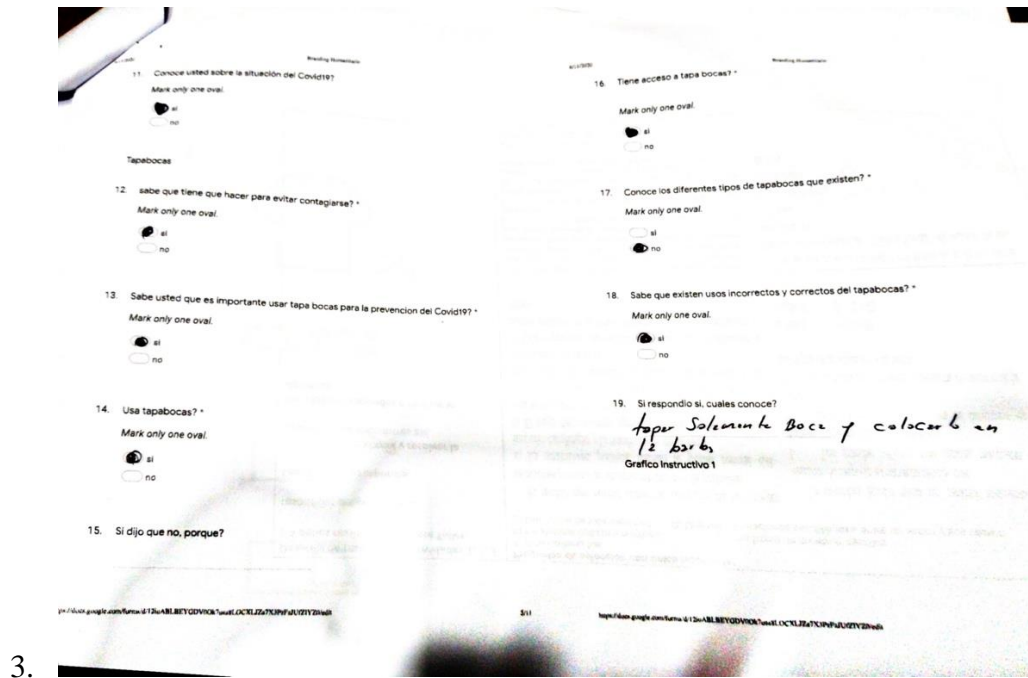 Branding Humanitario
11. Conoce usted sobre la situación del Covid19?
Mark only one oval.
si
no
Tapabocas
12. sabe que tiene que hacer para evitar contagiarse? *
Mark only one oval.
si
no
13. Sabe usted que es importante usar tapa bocas para la prevencion del Covid19? *
Mark only one oval.
si
no
14. Usa tapabocas? *
Mark only one oval.
si
no
15. Si dijo que no, porque?
5/11
Branding Humanitario
16. Tiene acceso a tapa bocas? *
Mark only one oval.
si
no
17. Conoce los diferentes tipos de tapabocas que existen? *
Mark only one oval.
si
no
18. Sabe que existen usos incorrectos y correctos del tapabocas? *
Mark only one oval.
si
no
19. Si respondio si, cuales conoce?
tapar Solamente Boca y colocarlo en
la barba
Grafico Instructivo 1
3.